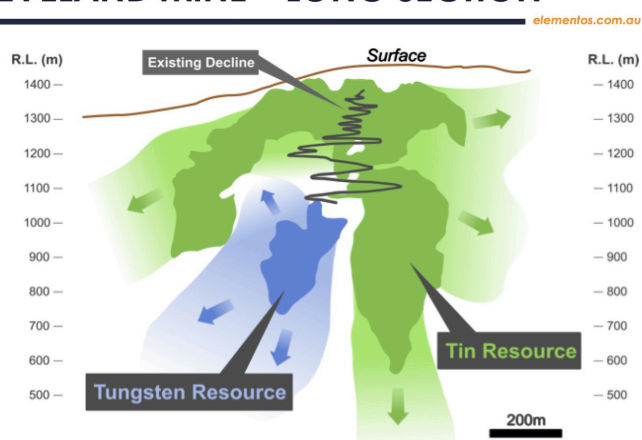 elementos.com.au
R.L. (m)
Surface
R.L. (m)
Existing Decline
1400
1400
1300
1300
1200
1200
1100
1100
1000
1000
900
900
800
800
700
700
600
600
500
500
Tin Resource
Tungsten Resource
200m